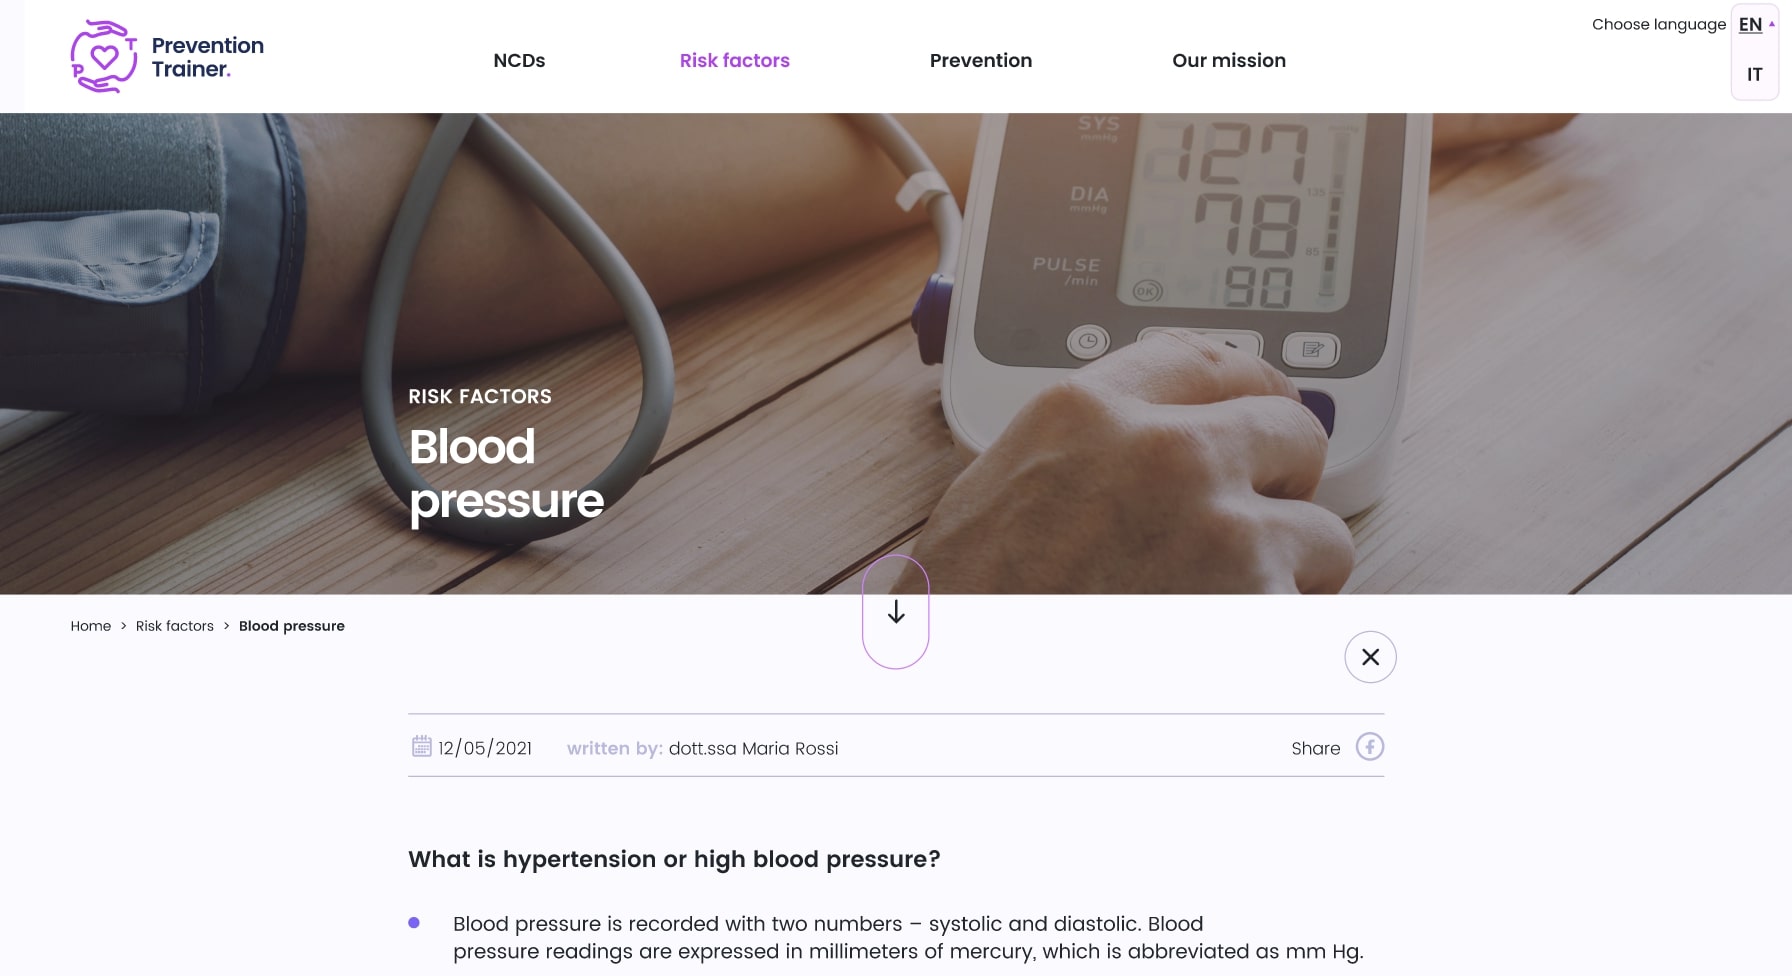 Choose language EN
IT
PT
Prevention
Trainer.
NCDs
Risk factors
Prevention
Our mission
SYS
mmHg
127
mmHg
DIA
mmHg
78
135
85
PULSE
/min
90
OK
RISK FACTORS
Blood
pressure
Home > Risk factors > Blood pressure
12/05/2021 written by: dott.ssa Maria Rossi Share
What is hypertension or high blood pressure?
Blood pressure is recorded with two numbers – systolic and diastolic. Blood
pressure readings are expressed in millimeters of mercury, which is abbreviated as mm Hg.